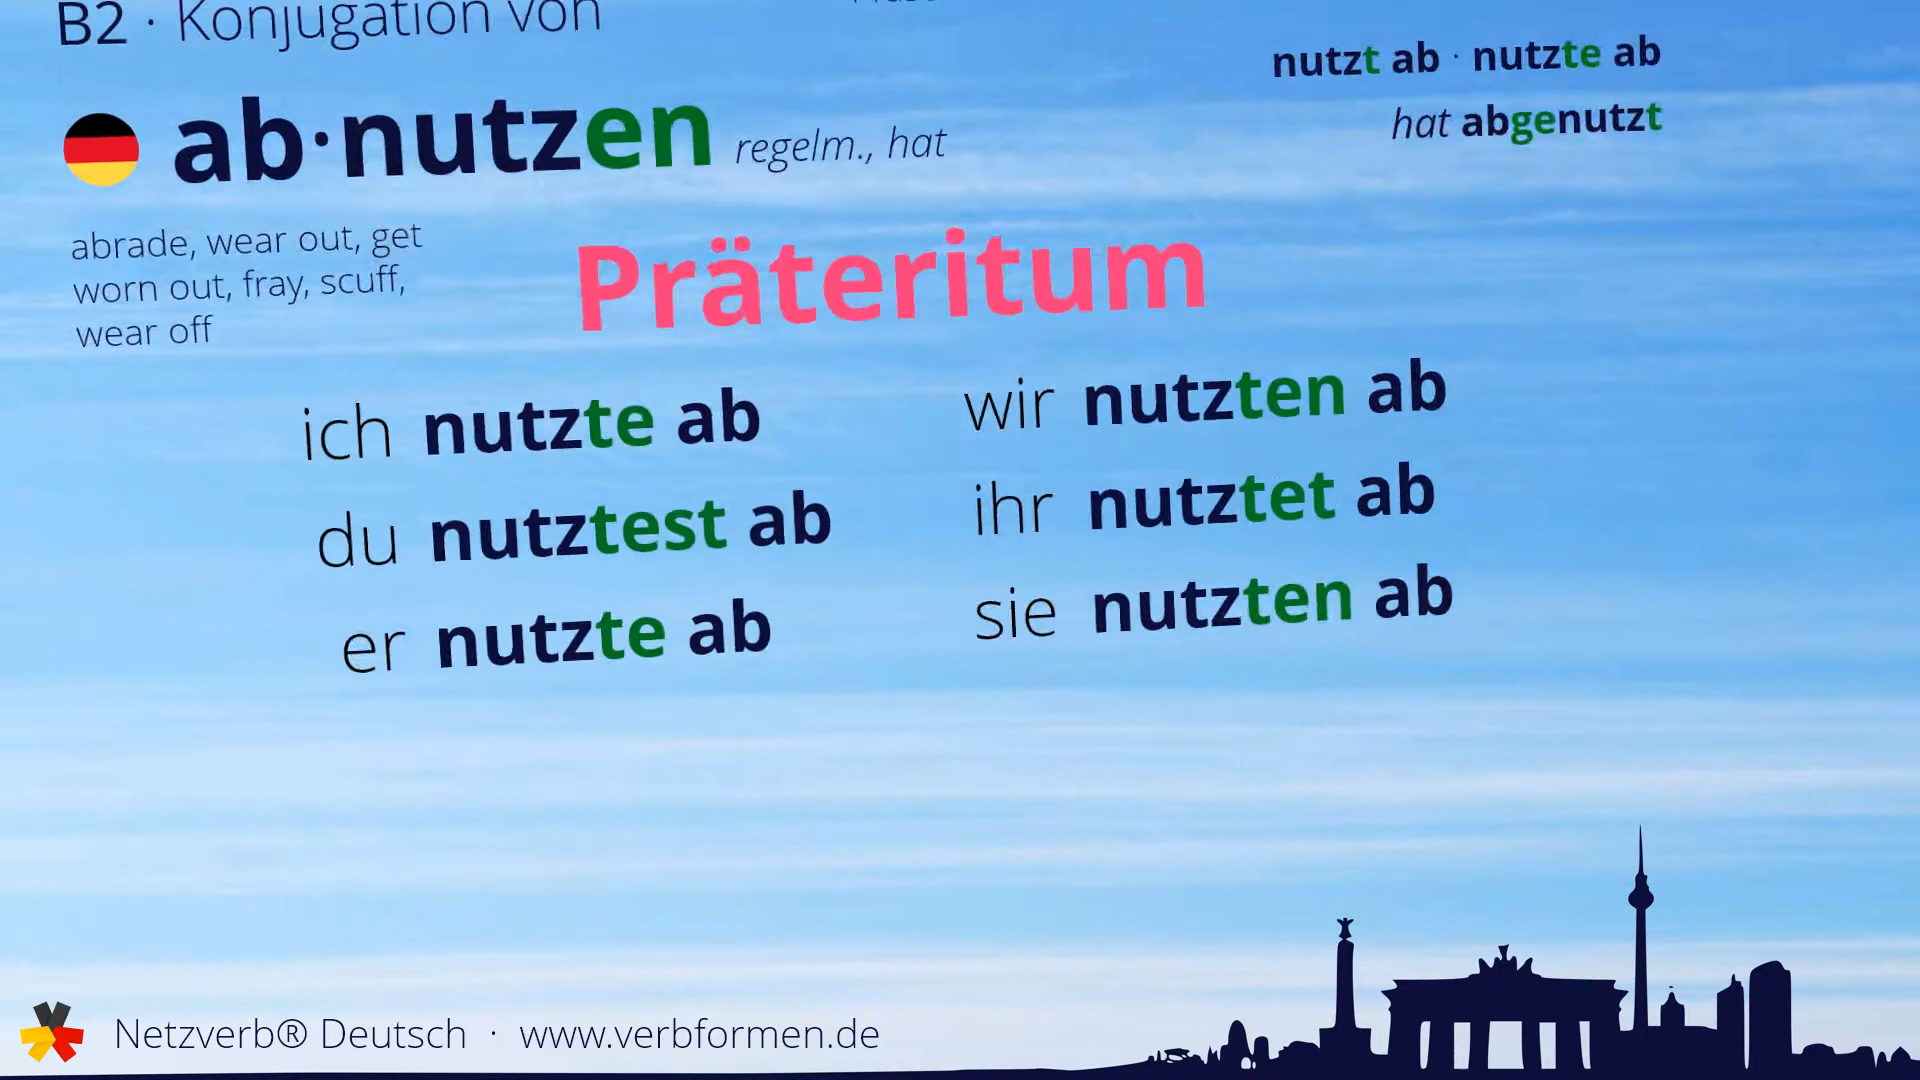 B2 · Konjugation von
nutzt ab · nutzte ab
hat abgenutzt
ab·nutzen regelm., hat
abrade, wear out, get
worn out, fray, scuff,
wear off
Präteritum
ich nutzte ab
du nutztest ab
er nutzte ab
wir nutzten ab
ihr nutztet ab
sie nutzten ab
Netzverb® Deutsch · www.verbformen.de